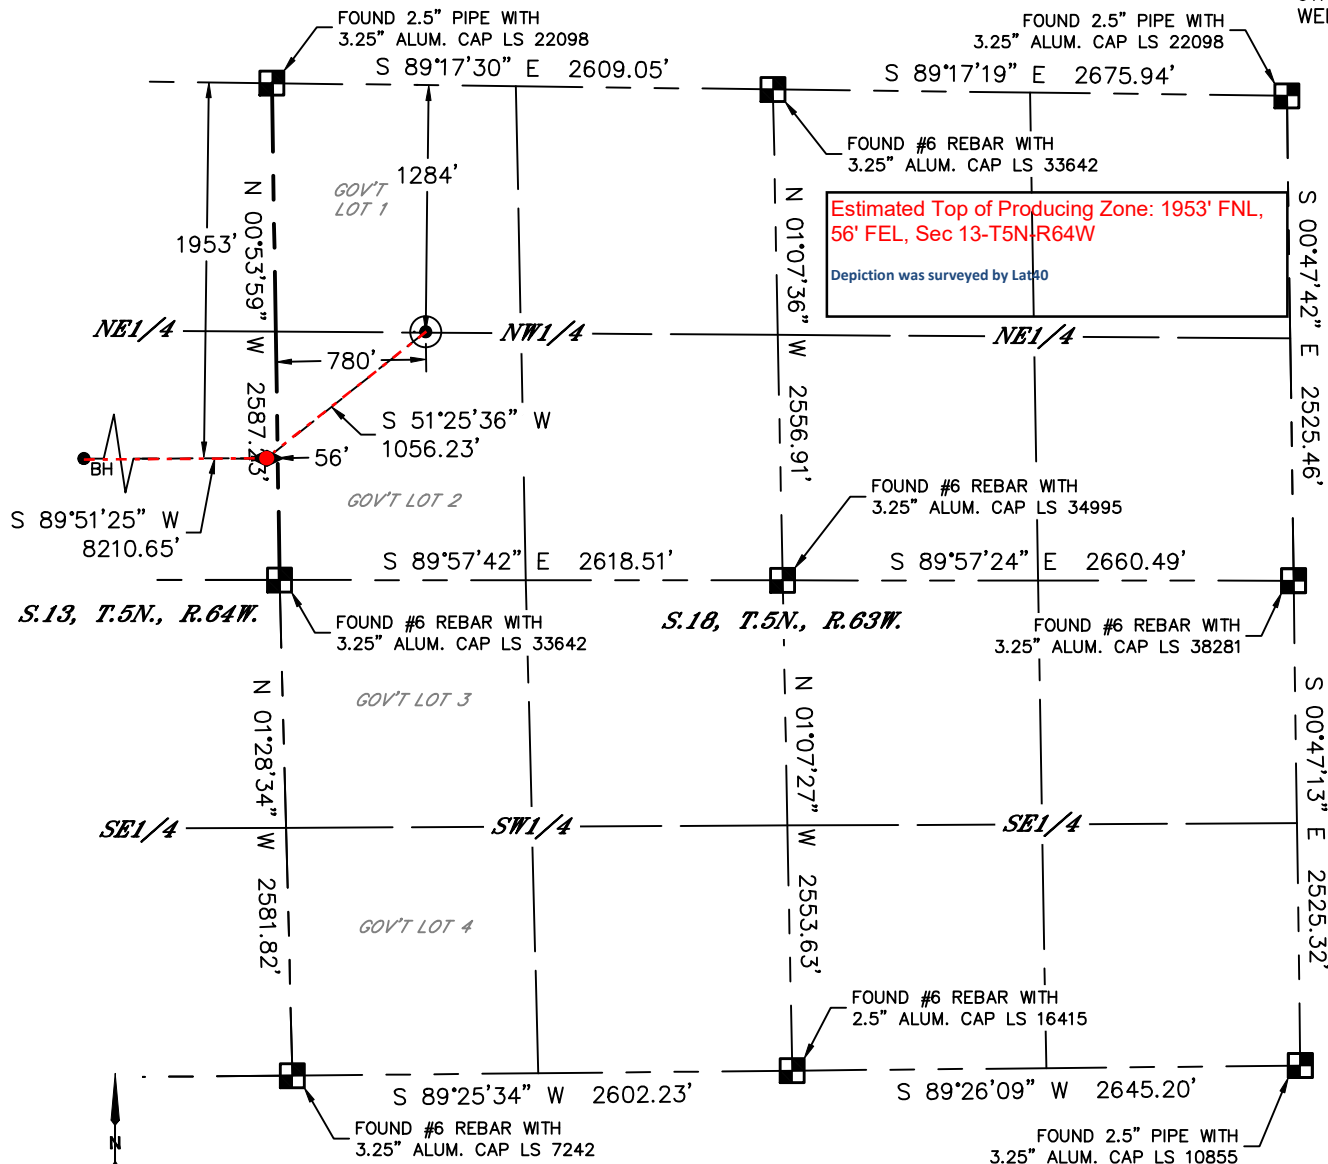 WE
FOUND 2.5" PIPE WITH
3.25" ALUM. CAP LS 22098
FOUND 2.5" PIPE WITH
3.25" ALUM. CAP LS 22098
S 89°17'30" E 2609.05'
S 89°17'19" E 2675.94'
FOUND #6 REBAR WITH
3.25" ALUM. CAP LS 33642
GOV'T
LOT 1
1284'
N 00°53'59" W 2587.23'
N 01°07'36" W 2556.91'
S 00°47'42" E 2525.46'
Estimated Top of Producing Zone: 1953' FNL,
56' FEL, Sec 13-T5N-R64W
Depiction was surveyed by Lat40
1953'
NE1/4
NW1/4
NE1/4
780'
S 51°25'36" W
1056.23'
56'
BH
GOV'T LOT 2
S 89°51'25" W
8210.65'
FOUND #6 REBAR WITH
3.25" ALUM. CAP LS 34995
S 89°57'42" E 2618.51'
S 89°57'24" E 2660.49'
S.13, T.5N., R.64W.
S.18, T.5N., R.63W.
FOUND #6 REBAR WITH
3.25" ALUM. CAP LS 33642
FOUND #6 REBAR WITH
3.25" ALUM. CAP LS 38281
GOV'T LOT 3
N 01°28'34" W 2581.82'
N 01°07'27" W 2553.63'
S 00°47'13" E 2525.32'
SE1/4
SW1/4
SE1/4
GOV'T LOT 4
FOUND #6 REBAR WITH
2.5" ALUM. CAP LS 16415
S 89°25'34" W 2602.23'
S 89°26'09" W 2645.20'
FOUND #6 REBAR WITH
3.25" ALUM. CAP LS 7242
FOUND 2.5" PIPE WITH
3.25" ALUM. CAP LS 10855
N